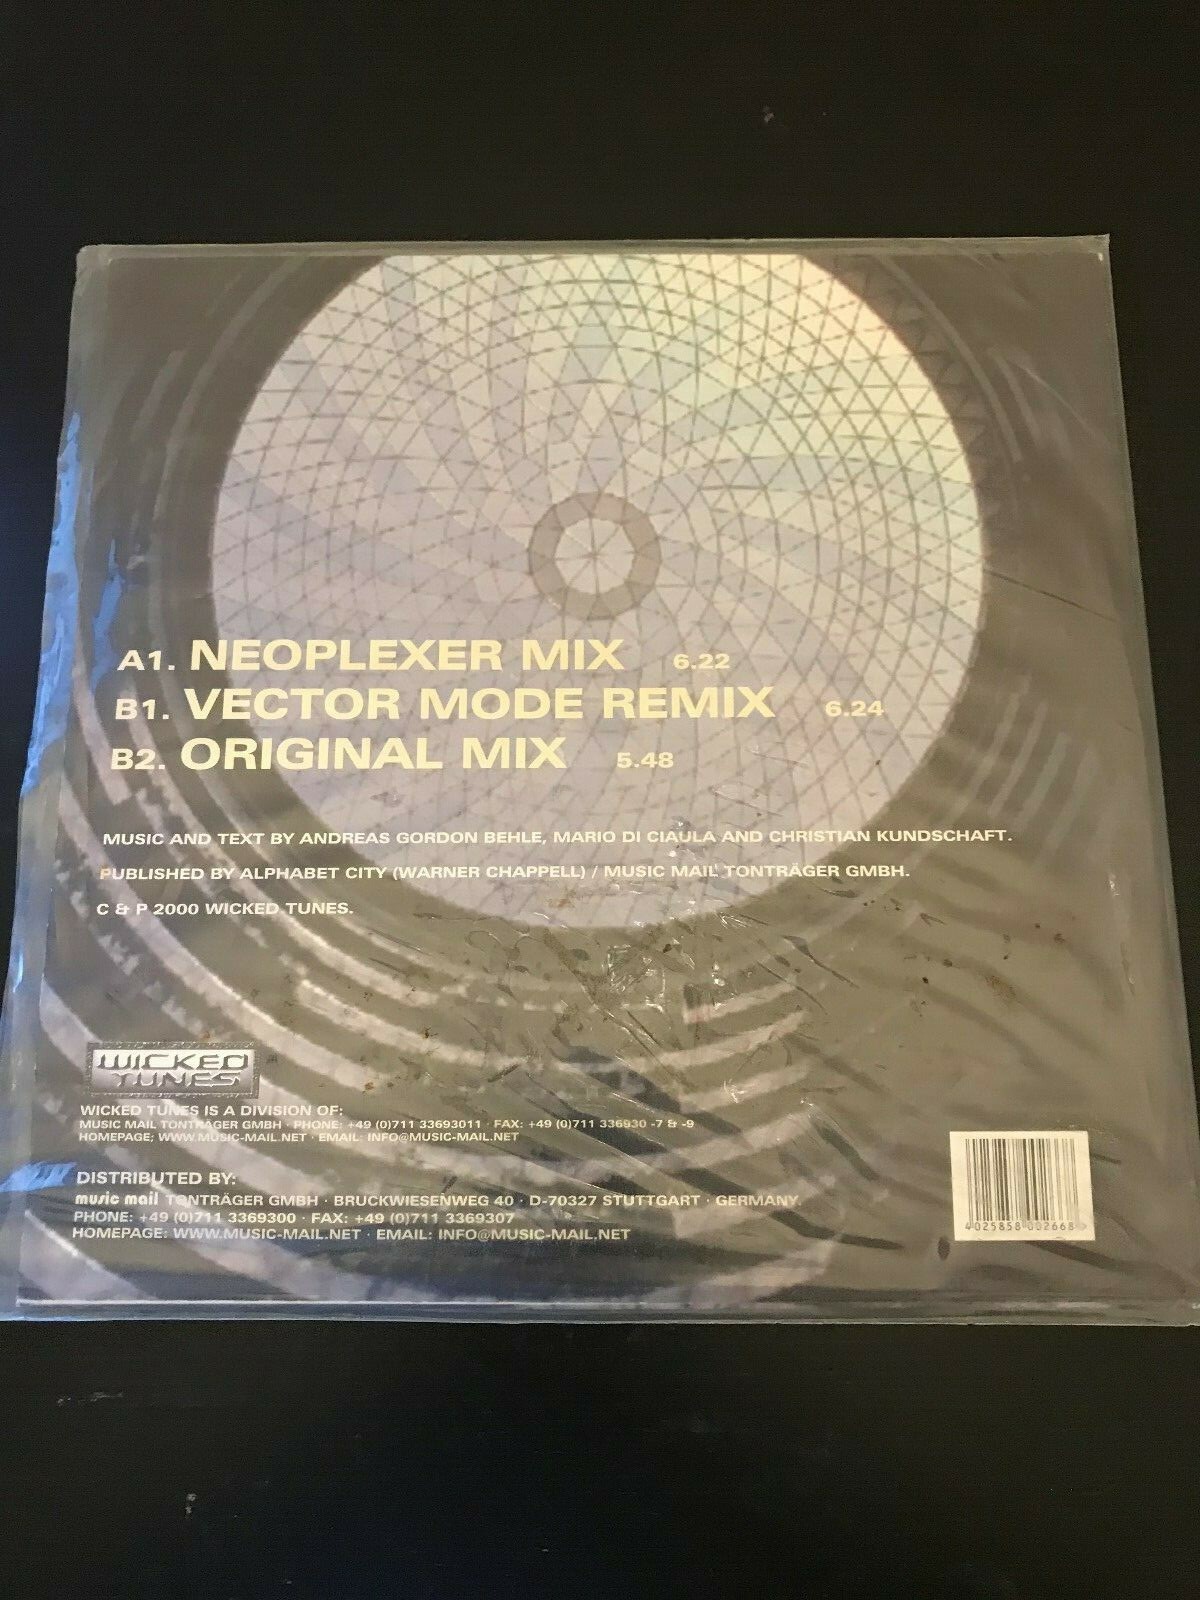 A1. NEOPLEXER MIX 6.22
B1. VECTOR MODE REMIX 6.24
B2. ORIGINAL MIX 5.48
MUSIC AND TEXT BY ANDREAS GORDON BEHLE, MARIO DI CIAULA AND CHRISTIAN KUNDSCHAFT.
PUBLISHED BY ALPHABET CITY (WARNER CHAPPELL) / MUSIC MAIL TONTRÄGER GMBH.
C & P 2000 WICKED TUNES.
WICKED
TUNES
WICKED TUNES IS A DIVISION OF:
MUSIC MAIL TONTRÄGER GMBH · PHONE: +49 (0)711 33693011 · FAX: +49 (0)711 336930 -7 & -9
HOMEPAGE; WWW.MUSIC-MAIL.NET · EMAIL: INFO@MUSIC-MAIL.NET
DISTRIBUTED BY:
music mail TONTRÄGER GMBH · BRUCKWIESENWEG 40 · D-70327 STUTTGART · GERMANY.
PHONE: +49 (0)711 3369300 · FAX: +49 (0)711 3369307
HOMEPAGE: WWW.MUSIC-MAIL.NET · EMAIL: INFO@MUSIC-MAIL.NET
4 025858 002668